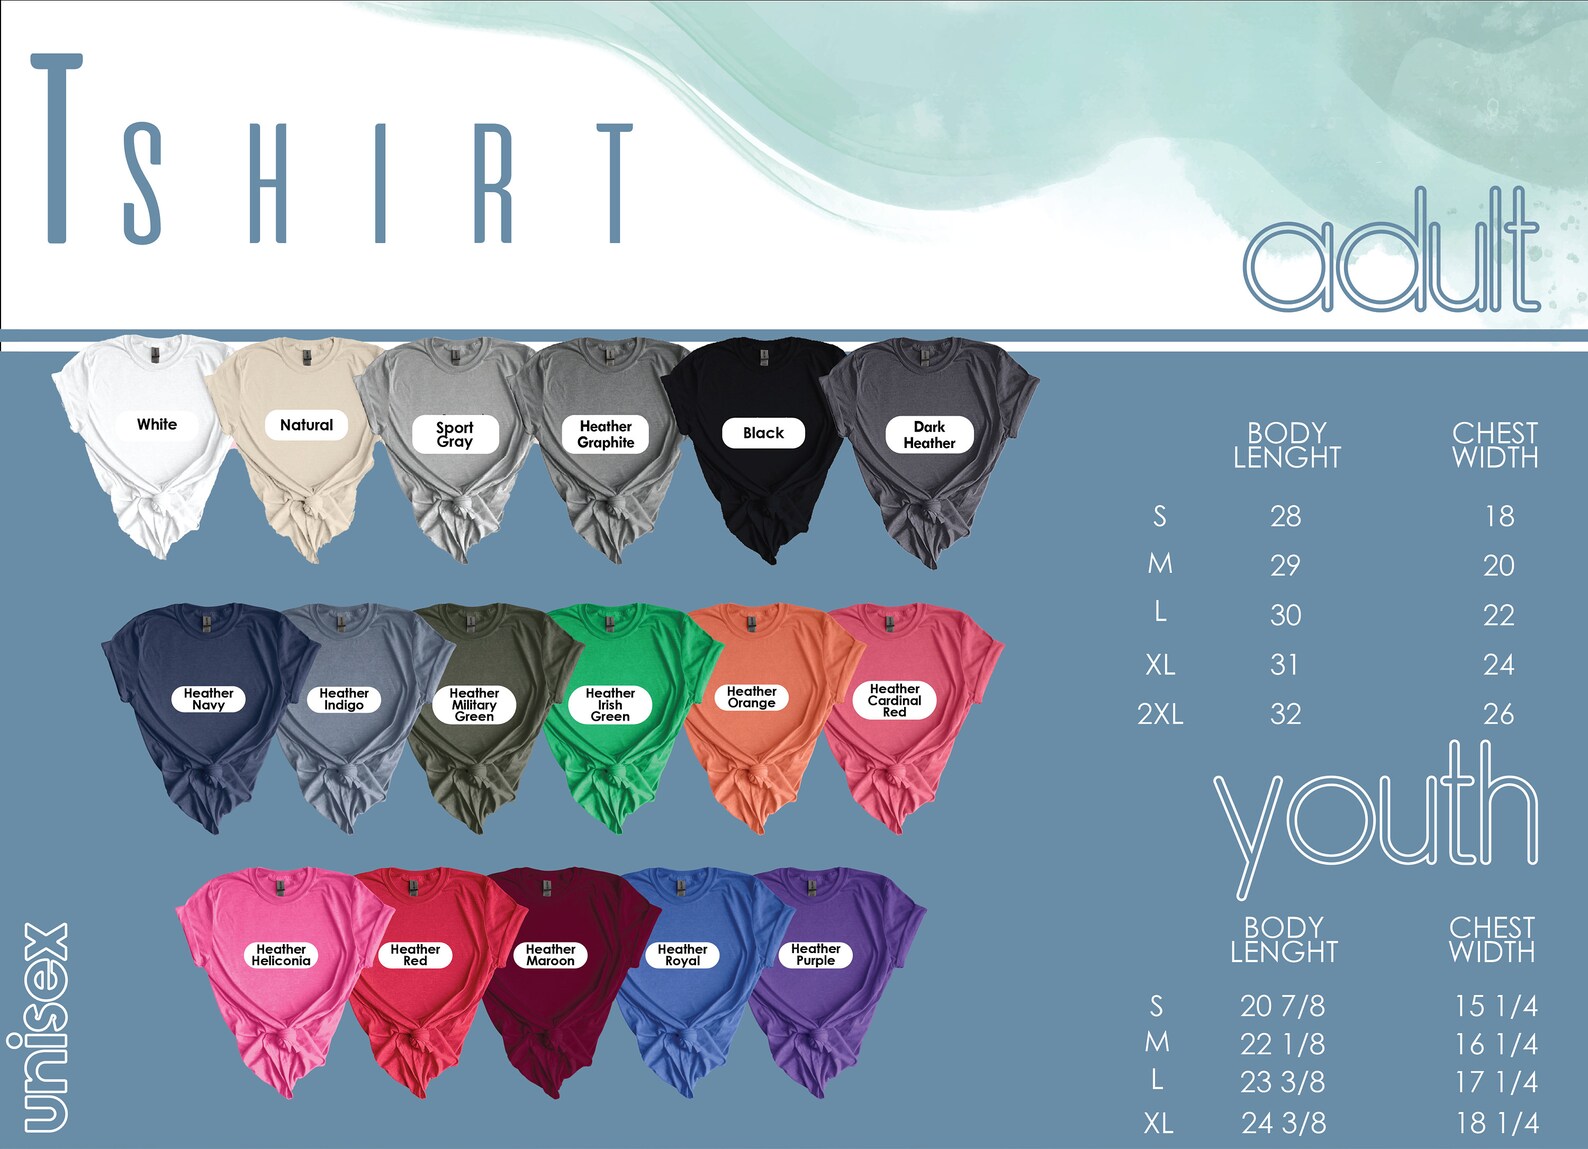 TSHIRT
adult
White
Natural
Sport
Gray
Heather
Graphite
Black
Dark
Heather
Heather
Navy
Heather
Indigo
Heather
Military
Green
Heather
Irish
Green
Heather
Orange
Heather
Cardinal
Red
Heather
Heliconia
Heather
Red
Heather
Maroon
Heather
Royal
Heather
Purple
unisex
BODY LENGHT CHEST WIDTH
S 28 18
M 29 20
L 30 22
XL 31 24
2XL 32 26
youth
BODY LENGHT CHEST WIDTH
S 20 7/8 15 1/4
M 22 1/8 16 1/4
L 23 3/8 17 1/4
XL 24 3/8 18 1/4